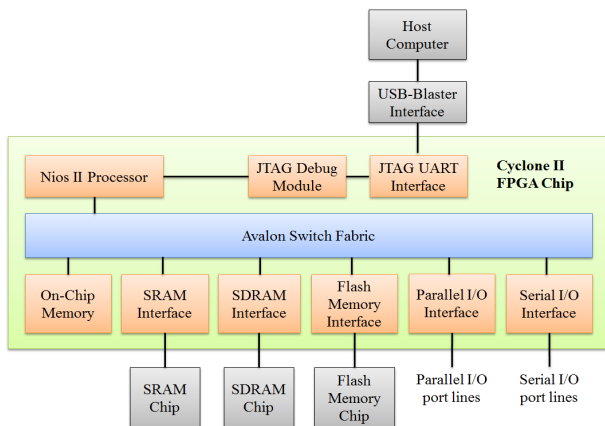 Host
Computer
USB-Blaster
Interface
Nios II Processor
JTAG Debug
Module
JTAG UART
Interface
Cyclone II
FPGA Chip
Avalon Switch Fabric
On-Chip
Memory
SRAM
Interface
SDRAM
Interface
Flash
Memory
Interface
Parallel I/O
Interface
Serial I/O
Interface
SRAM
Chip
SDRAM
Chip
Flash
Memory
Chip
Parallel I/O
port lines
Serial I/O
port lines